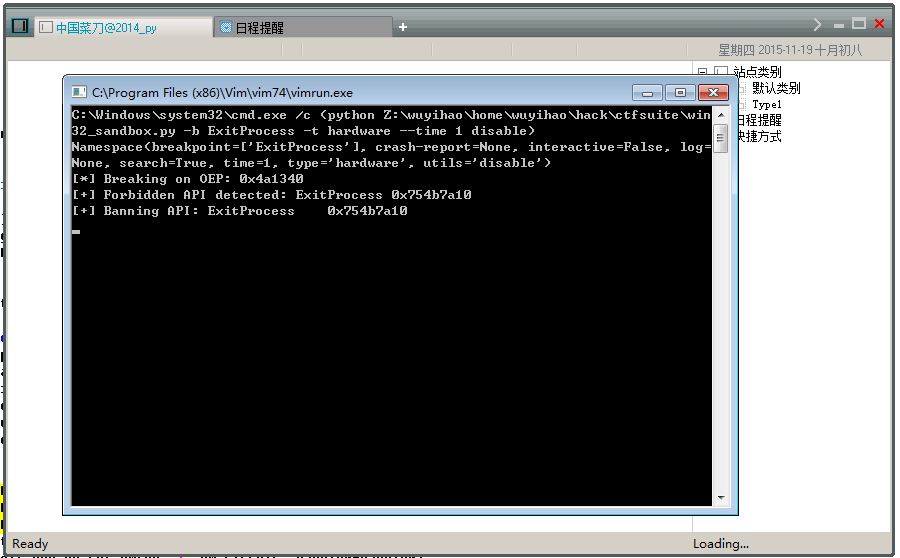 中国菜刀@2014_py
日程提醒
+
星期四 2015-11-19 十月初八
站点类别
默认类别
Type1
日程提醒
快捷方式
C:\Program Files (x86)\Vim\vim74\vimrun.exe
C:\Windows\system32\cmd.exe /c (python Z:\wuyihao\home\wuyihao\hack\ctfsuite\win
32_sandbox.py -b ExitProcess -t hardware --time 1 disable)
Namespace(breakpoint=['ExitProcess'], crash-report=None, interactive=False, log=
None, search=True, time=1, type='hardware', utils='disable')
[*] Breaking on OEP: 0x4a1340
[+] Forbidden API detected: ExitProcess 0x754b7a10
[+] Banning API: ExitProcess    0x754b7a10
Ready
Loading...